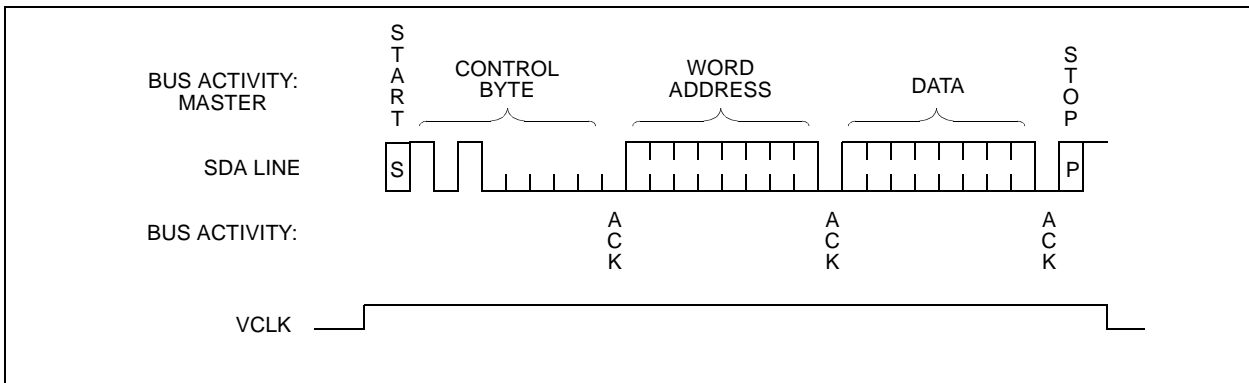 BUS ACTIVITY:
MASTER
START
CONTROL
BYTE
WORD
ADDRESS
DATA
STOP
SDA LINE
S
P
BUS ACTIVITY:
ACK
ACK
ACK
VCLK